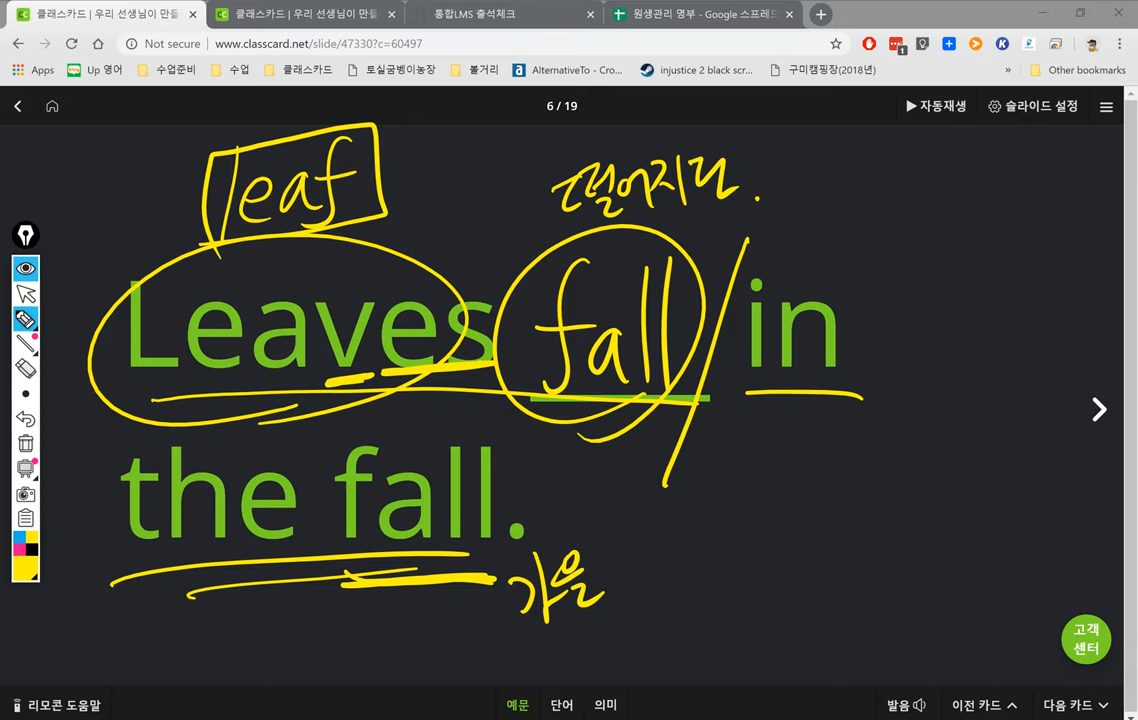 클래스카드 | 우리 선생님이 만들
클래스카드 | 우리 선생님이 만들
통합LMS 출석체크
원생관리 명부 - Google 스프레드
Not secure | www.classcard.net/slide/47330?c=60497
Apps Up 영어 수업준비 수업 클래스카드 토실굼벵이농장 볼거리 AlternativeTo - Cro... injustice 2 black scr... 구미캠핑장(2018년) » Other bookmarks
6 / 19 자동재생 슬라이드 설정
leaf 떨어지다.
Leaves fall in
the fall.
가을
고객
센터
리모콘 도움말 예문 단어 의미 발음 이전 카드 다음 카드